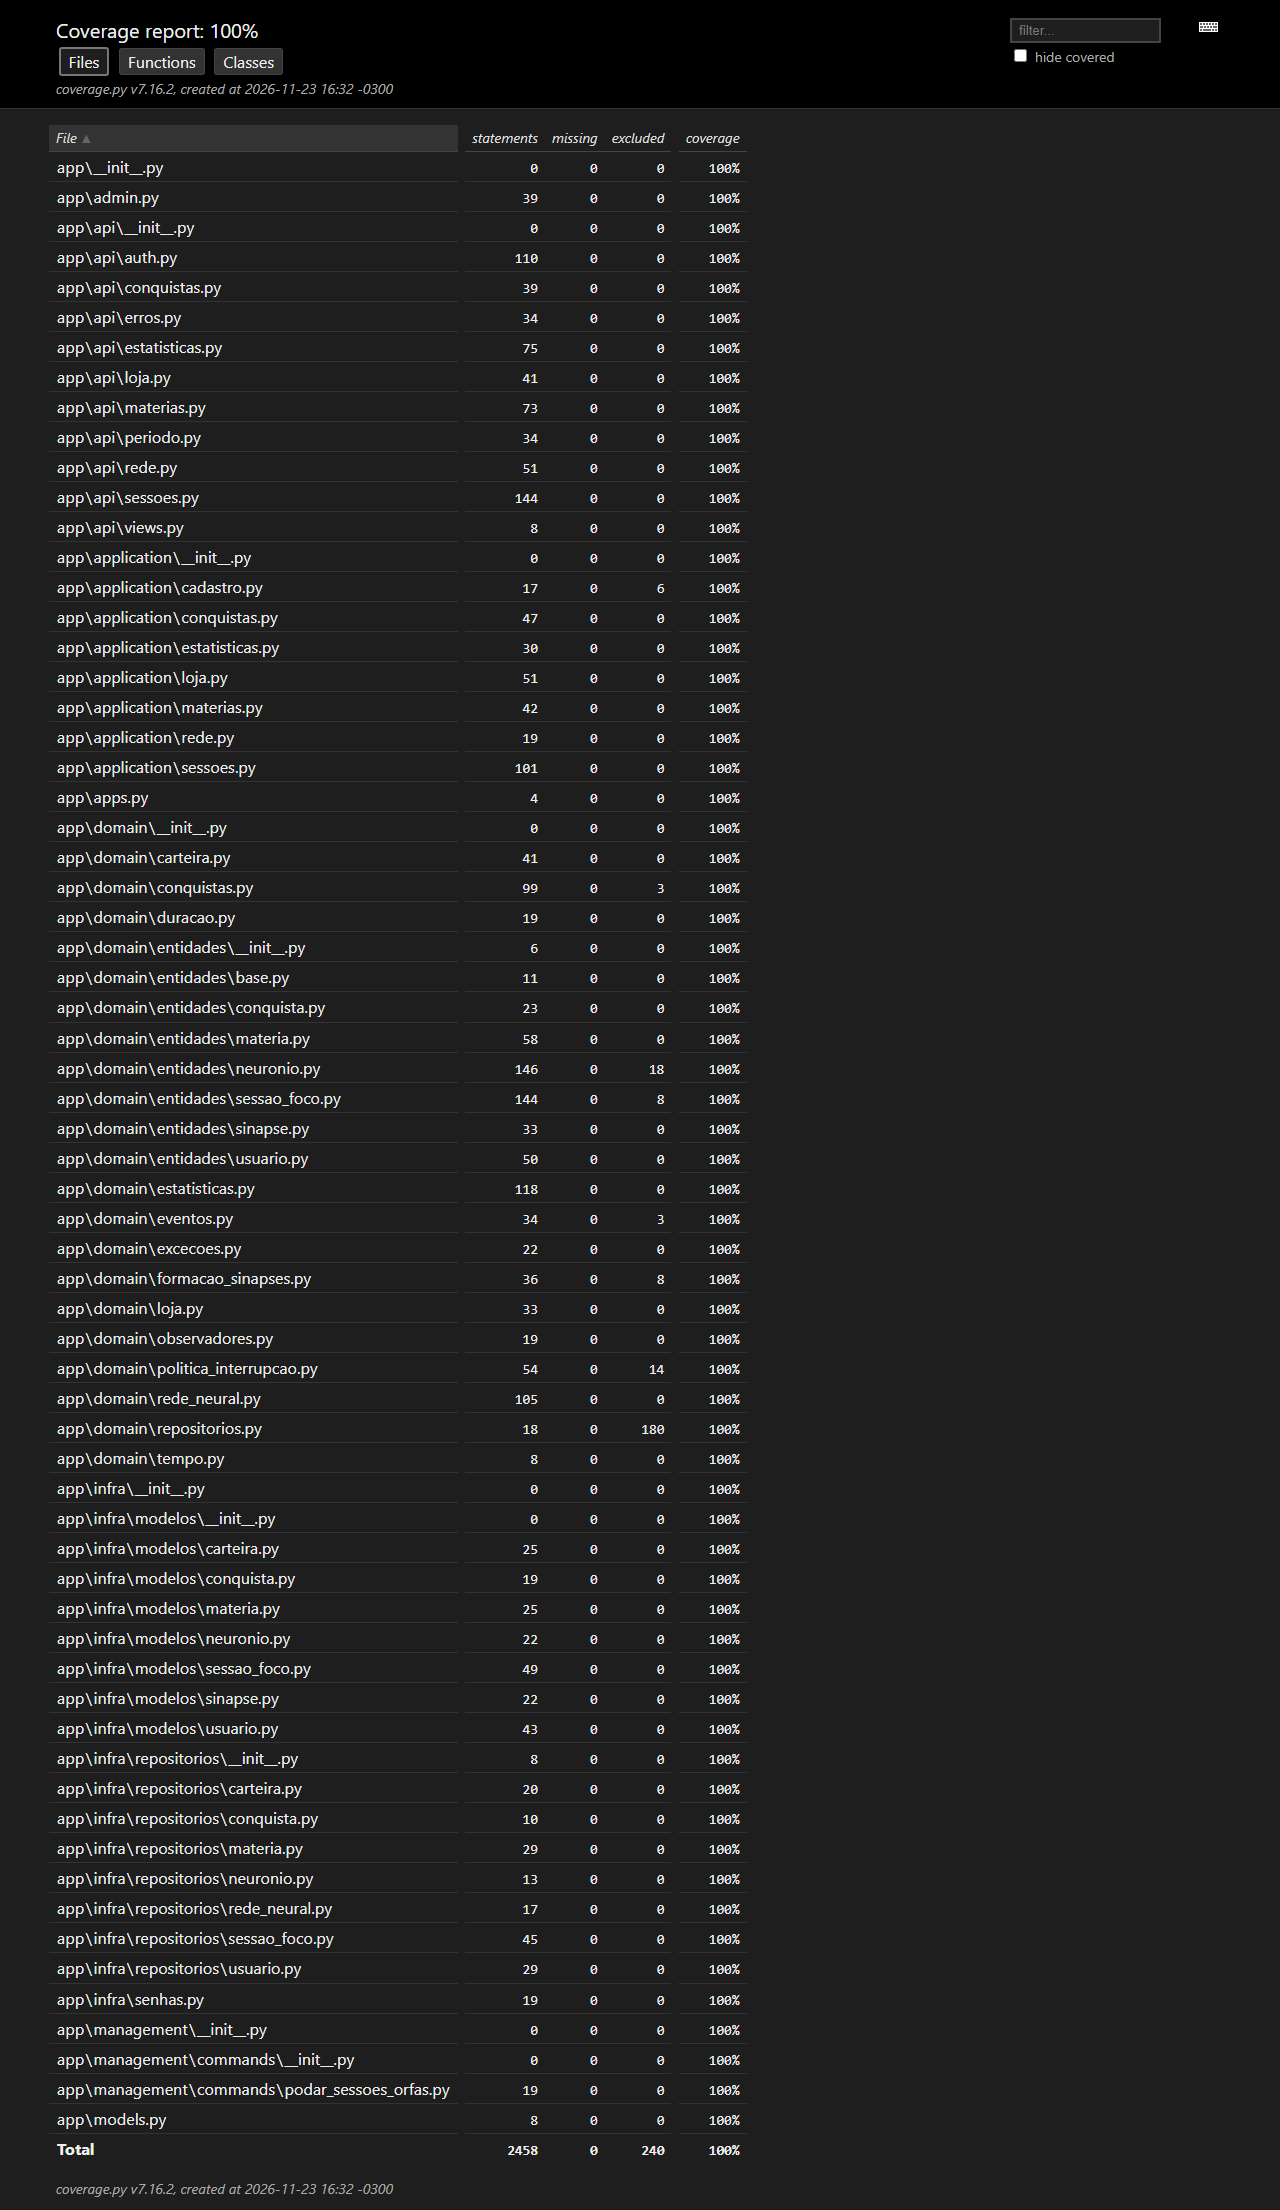 Coverage report: 100%
filter...
Files Functions Classes
hide covered
coverage.py v7.16.2, created at 2026-11-23 16:32 -0300
File ▲ statements missing excluded coverage
app\__init__.py 0 0 0 100%
app\admin.py 39 0 0 100%
app\api\__init__.py 0 0 0 100%
app\api\auth.py 110 0 0 100%
app\api\conquistas.py 39 0 0 100%
app\api\erros.py 34 0 0 100%
app\api\estatisticas.py 75 0 0 100%
app\api\loja.py 41 0 0 100%
app\api\materias.py 73 0 0 100%
app\api\periodo.py 34 0 0 100%
app\api\rede.py 51 0 0 100%
app\api\sessoes.py 144 0 0 100%
app\api\views.py 8 0 0 100%
app\application\__init__.py 0 0 0 100%
app\application\cadastro.py 17 0 6 100%
app\application\conquistas.py 47 0 0 100%
app\application\estatisticas.py 30 0 0 100%
app\application\loja.py 51 0 0 100%
app\application\materias.py 42 0 0 100%
app\application\rede.py 19 0 0 100%
app\application\sessoes.py 101 0 0 100%
app\apps.py 4 0 0 100%
app\domain\__init__.py 0 0 0 100%
app\domain\carteira.py 41 0 0 100%
app\domain\conquistas.py 99 0 3 100%
app\domain\duracao.py 19 0 0 100%
app\domain\entidades\__init__.py 6 0 0 100%
app\domain\entidades\base.py 11 0 0 100%
app\domain\entidades\conquista.py 23 0 0 100%
app\domain\entidades\materia.py 58 0 0 100%
app\domain\entidades\neuronio.py 146 0 18 100%
app\domain\entidades\sessao_foco.py 144 0 8 100%
app\domain\entidades\sinapse.py 33 0 0 100%
app\domain\entidades\usuario.py 50 0 0 100%
app\domain\estatisticas.py 118 0 0 100%
app\domain\eventos.py 34 0 3 100%
app\domain\excecoes.py 22 0 0 100%
app\domain\formacao_sinapses.py 36 0 8 100%
app\domain\loja.py 33 0 0 100%
app\domain\observadores.py 19 0 0 100%
app\domain\politica_interrupcao.py 54 0 14 100%
app\domain\rede_neural.py 105 0 0 100%
app\domain\repositorios.py 18 0 180 100%
app\domain\tempo.py 8 0 0 100%
app\infra\__init__.py 0 0 0 100%
app\infra\modelos\__init__.py 0 0 0 100%
app\infra\modelos\carteira.py 25 0 0 100%
app\infra\modelos\conquista.py 19 0 0 100%
app\infra\modelos\materia.py 25 0 0 100%
app\infra\modelos\neuronio.py 22 0 0 100%
app\infra\modelos\sessao_foco.py 49 0 0 100%
app\infra\modelos\sinapse.py 22 0 0 100%
app\infra\modelos\usuario.py 43 0 0 100%
app\infra\repositorios\__init__.py 8 0 0 100%
app\infra\repositorios\carteira.py 20 0 0 100%
app\infra\repositorios\conquista.py 10 0 0 100%
app\infra\repositorios\materia.py 29 0 0 100%
app\infra\repositorios\neuronio.py 13 0 0 100%
app\infra\repositorios\rede_neural.py 17 0 0 100%
app\infra\repositorios\sessao_foco.py 45 0 0 100%
app\infra\repositorios\usuario.py 29 0 0 100%
app\infra\senhas.py 19 0 0 100%
app\management\__init__.py 0 0 0 100%
app\management\commands\__init__.py 0 0 0 100%
app\management\commands\podar_sessoes_orfas.py 19 0 0 100%
app\models.py 8 0 0 100%
Total 2458 0 240 100%
coverage.py v7.16.2, created at 2026-11-23 16:32 -0300